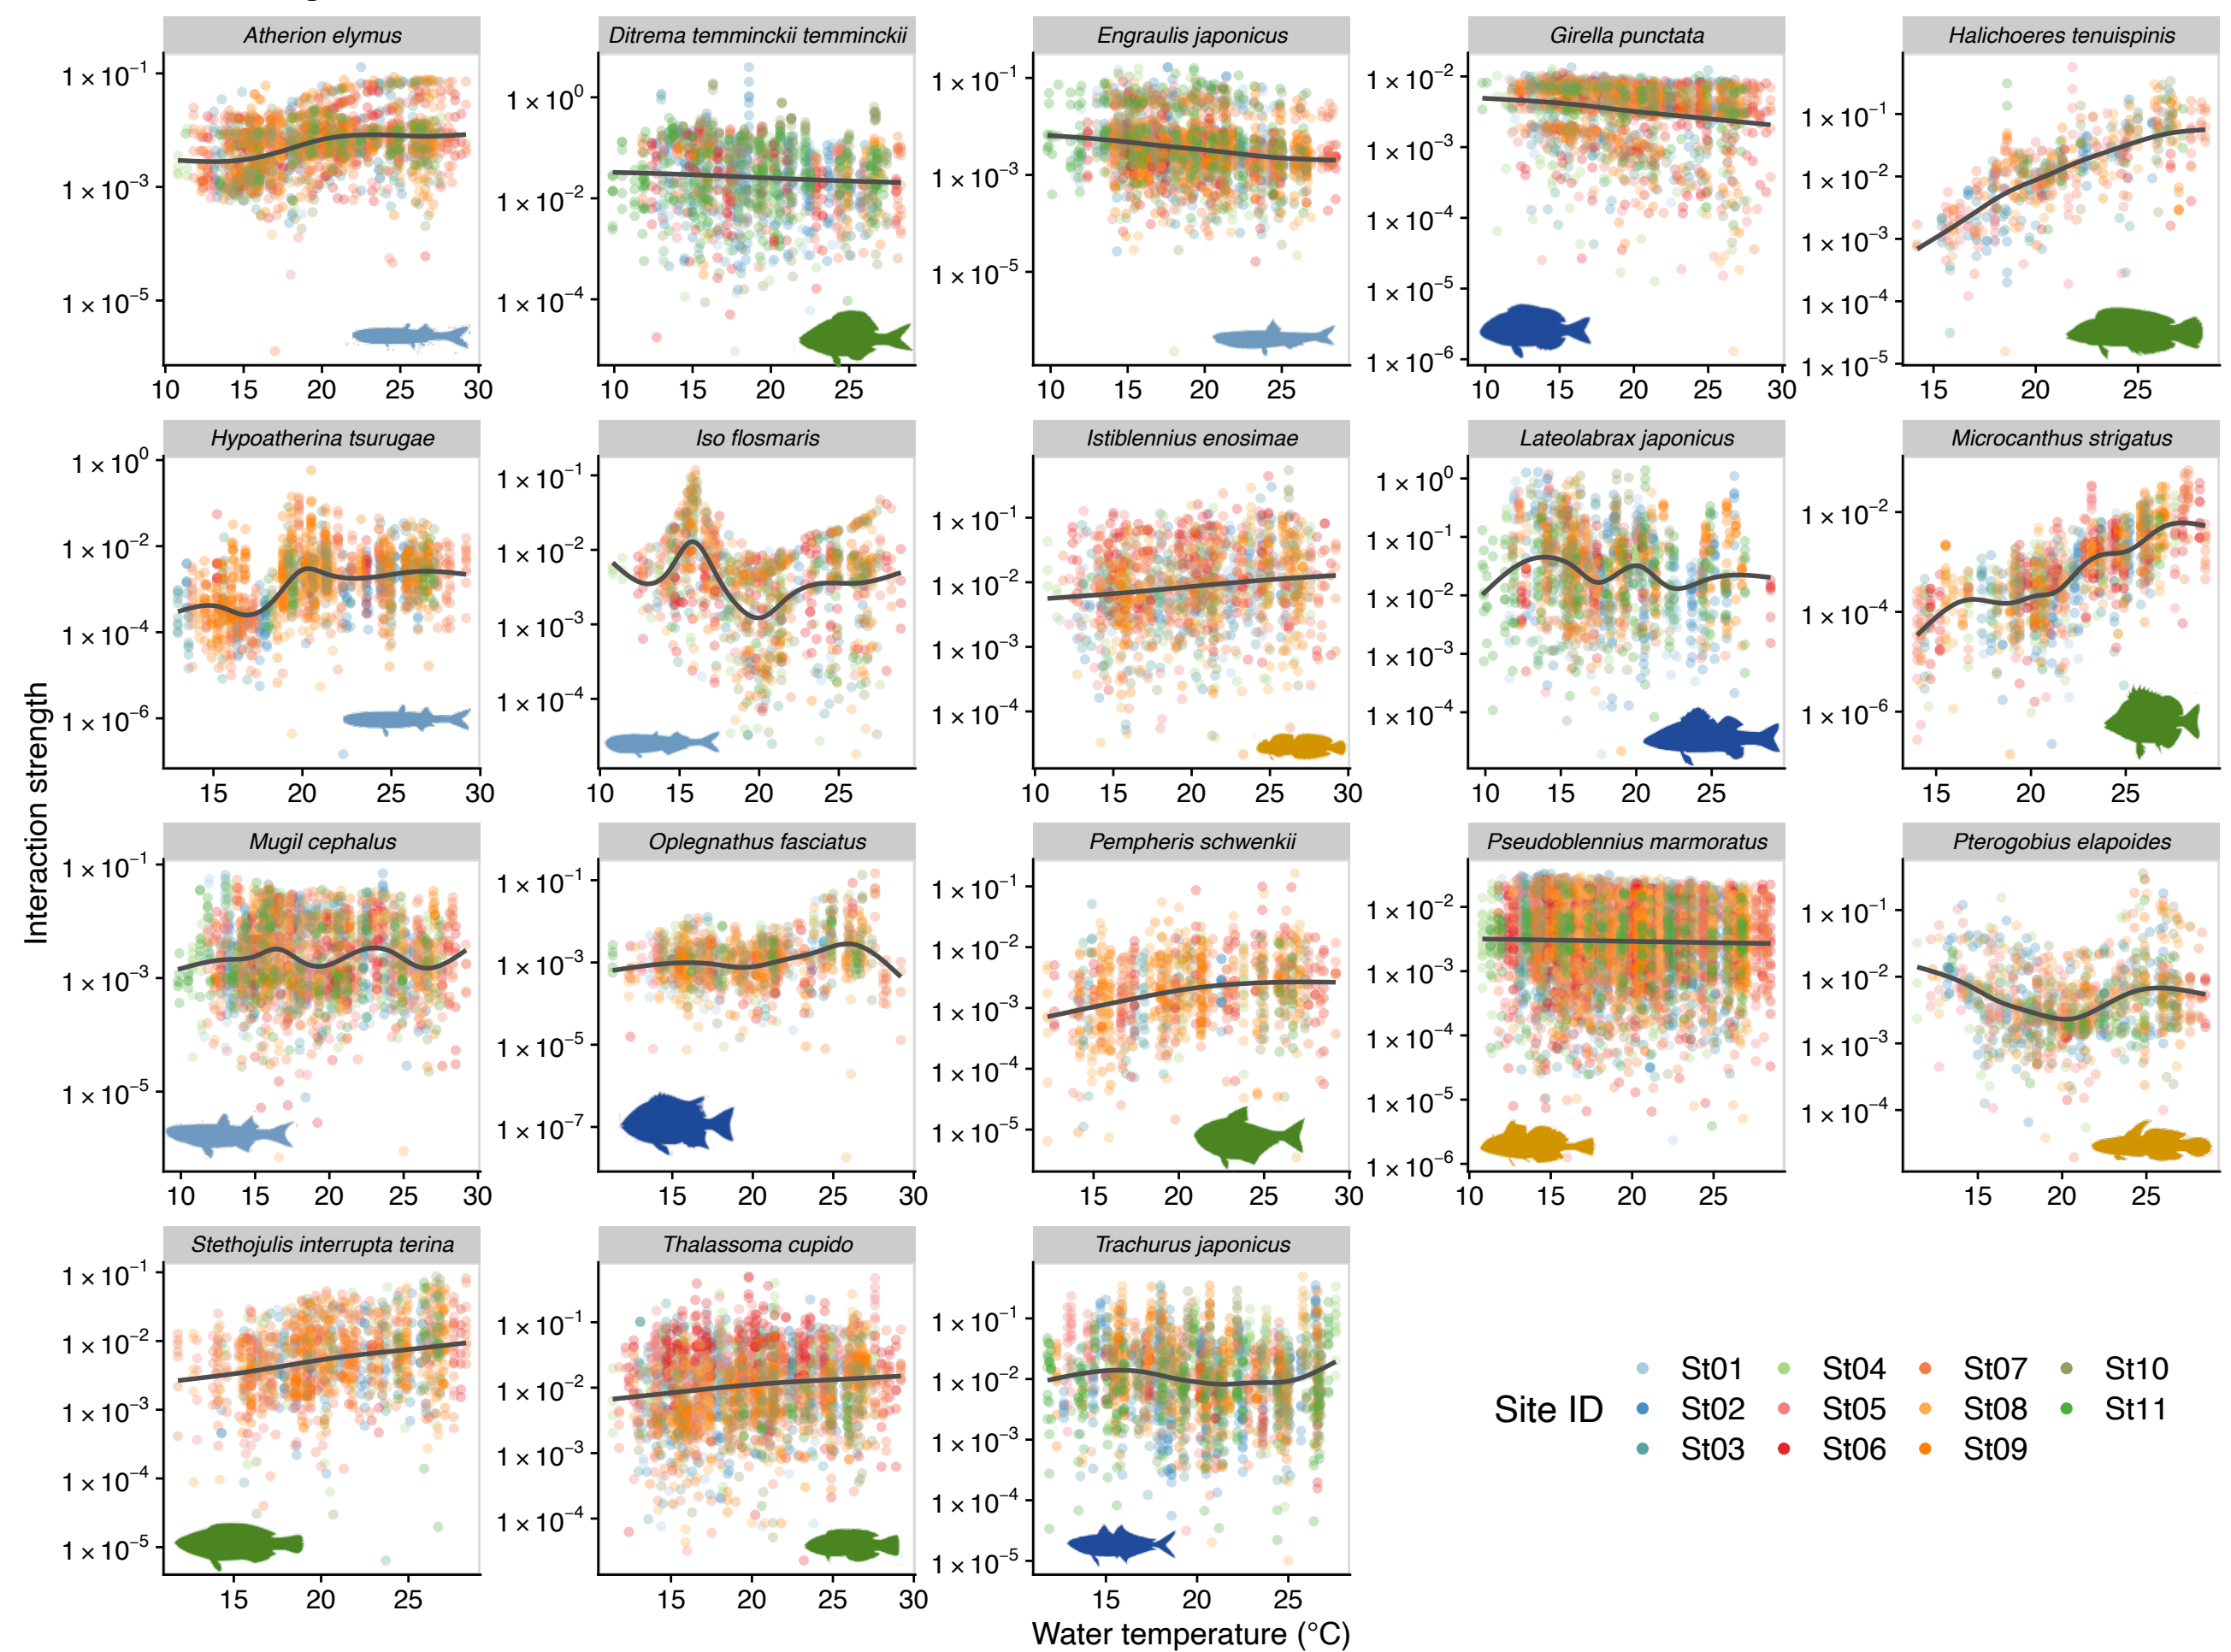 Atherion elymus
Ditrema temminckii temminckii
Engraulis japonicus
Girella punctata
Halichoeres tenuispinis
1 × 10⁻¹
1 × 10⁻³
1 × 10⁻⁵
10 15 20 25 30
1 × 10⁰
1 × 10⁻²
1 × 10⁻⁴
10 15 20 25
1 × 10⁻¹
1 × 10⁻³
1 × 10⁻⁵
10 15 20 25
1 × 10⁻²
1 × 10⁻³
1 × 10⁻⁴
1 × 10⁻⁵
1 × 10⁻⁶
10 15 20 25 30
1 × 10⁻¹
1 × 10⁻²
1 × 10⁻³
1 × 10⁻⁴
1 × 10⁻⁵
15 20 25
Hypoatherina tsurugae
Iso flosmaris
Istiblennius enosimae
Lateolabrax japonicus
Microcanthus strigatus
1 × 10⁰
1 × 10⁻²
1 × 10⁻⁴
1 × 10⁻⁶
15 20 25 30
1 × 10⁻¹
1 × 10⁻²
1 × 10⁻³
1 × 10⁻⁴
10 15 20 25
1 × 10⁻¹
1 × 10⁻²
1 × 10⁻³
1 × 10⁻⁴
10 15 20 25 30
1 × 10⁰
1 × 10⁻¹
1 × 10⁻²
1 × 10⁻³
1 × 10⁻⁴
10 15 20 25
1 × 10⁻²
1 × 10⁻⁴
1 × 10⁻⁶
15 20 25
Interaction strength
Mugil cephalus
Oplegnathus fasciatus
Pempheris schwenkii
Pseudoblennius marmoratus
Pterogobius elapoides
1 × 10⁻¹
1 × 10⁻³
1 × 10⁻⁵
10 15 20 25 30
1 × 10⁻¹
1 × 10⁻³
1 × 10⁻⁵
1 × 10⁻⁷
15 20 25 30
1 × 10⁻¹
1 × 10⁻²
1 × 10⁻³
1 × 10⁻⁴
1 × 10⁻⁵
15 20 25 30
1 × 10⁻²
1 × 10⁻³
1 × 10⁻⁴
1 × 10⁻⁵
1 × 10⁻⁶
10 15 20 25
1 × 10⁻¹
1 × 10⁻²
1 × 10⁻³
1 × 10⁻⁴
15 20 25
Stethojulis interrupta terina
Thalassoma cupido
Trachurus japonicus
1 × 10⁻¹
1 × 10⁻²
1 × 10⁻³
1 × 10⁻⁴
1 × 10⁻⁵
15 20 25
1 × 10⁻¹
1 × 10⁻²
1 × 10⁻³
1 × 10⁻⁴
15 20 25 30
1 × 10⁻¹
1 × 10⁻²
1 × 10⁻³
1 × 10⁻⁴
1 × 10⁻⁵
15 20 25
Water temperature (°C)
Site ID
St01 St04 St07 St10
St02 St05 St08 St11
St03 St06 St09